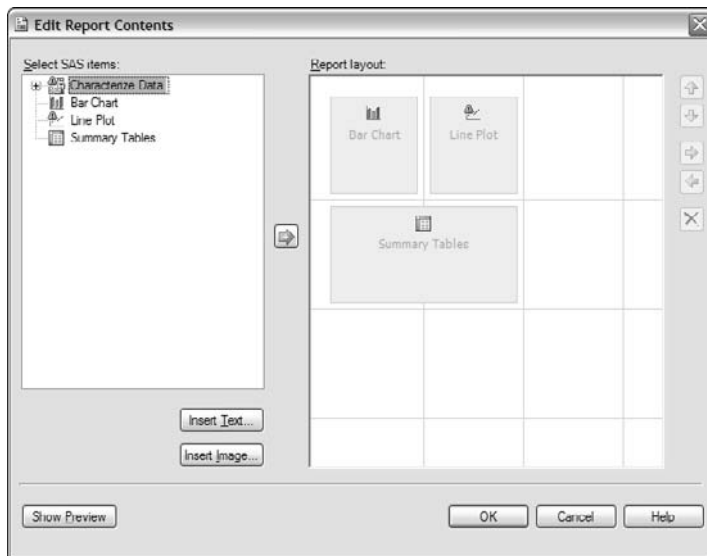 Edit Report Contents
Select SAS items:
Characterize Data
Bar Chart
Line Plot
Summary Tables
Report layout:
Bar Chart
Line Plot
Summary Tables
Insert Text...
Insert Image...
Show Preview
OK
Cancel
Help